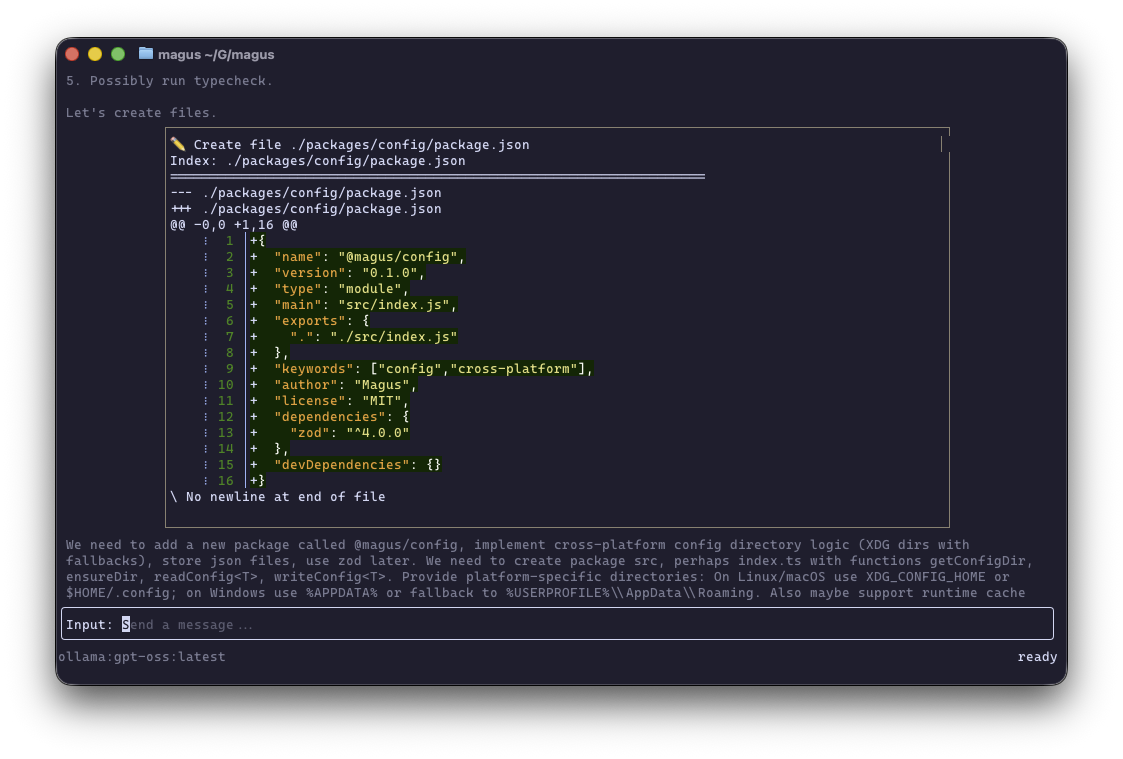 magus ~/G/magus
5. Possibly run typecheck.
Let's create files.
✏️ Create file ./packages/config/package.json
Index: ./packages/config/package.json
===================================================================
--- ./packages/config/package.json
+++ ./packages/config/package.json
@@ -0,0 +1,16 @@
⋮ 1 +{
⋮ 2 +  "name": "@magus/config",
⋮ 3 +  "version": "0.1.0",
⋮ 4 +  "type": "module",
⋮ 5 +  "main": "src/index.js",
⋮ 6 +  "exports": {
⋮ 7 +    ".": "./src/index.js"
⋮ 8 +  },
⋮ 9 +  "keywords": ["config","cross-platform"],
⋮ 10 +  "author": "Magus",
⋮ 11 +  "license": "MIT",
⋮ 12 +  "dependencies": {
⋮ 13 +    "zod": "^4.0.0"
⋮ 14 +  },
⋮ 15 +  "devDependencies": {}
⋮ 16 +}
\ No newline at end of file
We need to add a new package called @magus/config, implement cross-platform config directory logic (XDG dirs with
fallbacks), store json files, use zod later. We need to create package src, perhaps index.ts with functions getConfigDir,
ensureDir, readConfig<T>, writeConfig<T>. Provide platform-specific directories: On Linux/macOS use XDG_CONFIG_HOME or
$HOME/.config; on Windows use %APPDATA% or fallback to %USERPROFILE%\\AppData\\Roaming. Also maybe support runtime cache
Input: Send a message...
ollama:gpt-oss:latest
ready